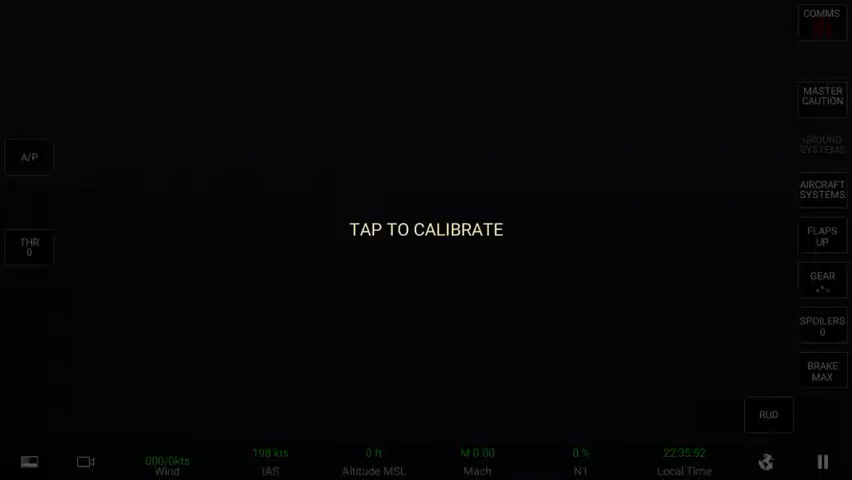 COMMS
MASTER
CAUTION
GROUND
SYSTEMS
A/P
AIRCRAFT
SYSTEMS
TAP TO CALIBRATE
FLAPS
UP
THR
0
GEAR
SPOILERS
0
BRAKE
MAX
RUD
000/0kts
Wind
198 kts
IAS
0 ft
Altitude MSL
M 0.00
Mach
0 %
N1
22:35:52
Local Time